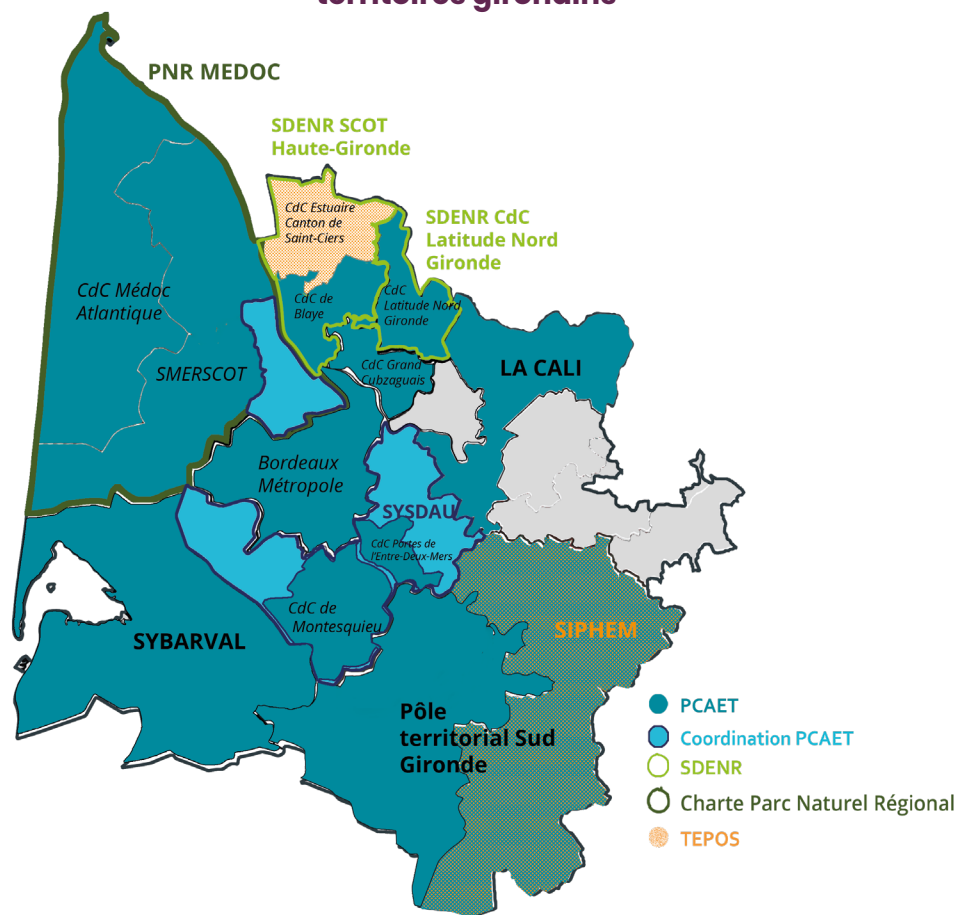 territoires girondins
PNR MEDOC
SDENR SCOT
Haute-Gironde
CdC Estuaire
Canton de
Saint-Ciers
SDENR CdC
Latitude Nord
Gironde
CdC Médoc
Atlantique
CdC de
Blaye
CdC
Latitude Nord
Gironde
SMERSCOT
CdC Grand
Cubzaguais
LA CALI
Bordeaux
Métropole
SYSDAU
CdC Portes de
l'Entre-Deux-Mers
CdC de
Montesquieu
SYBARVAL
SIPHEM
Pôle
territorial Sud
Gironde
PCAET
Coordination PCAET
SDENR
Charte Parc Naturel Régional
TEPOS